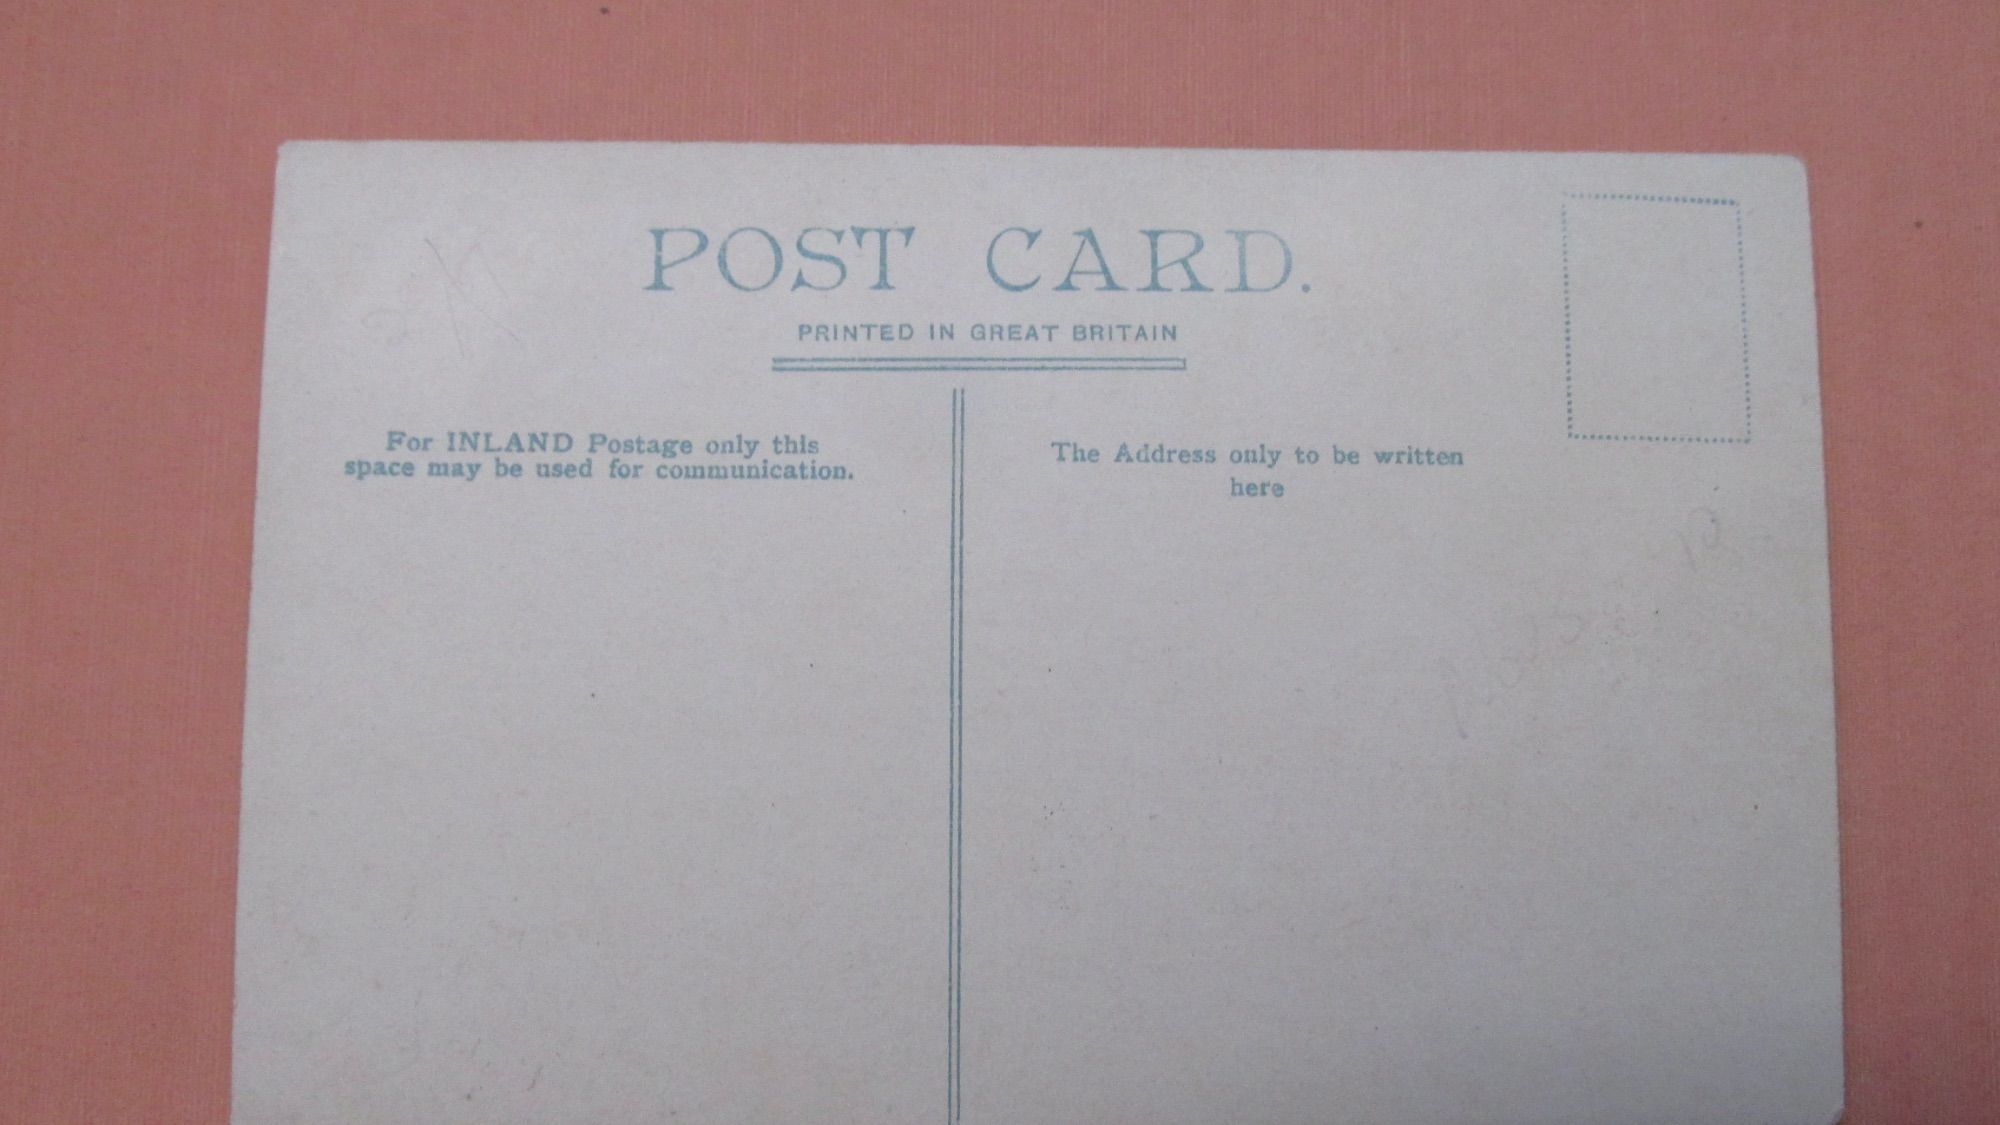 POST CARD.
PRINTED IN GREAT BRITAIN
For INLAND Postage only this
space may be used for communication.
The Address only to be written
here